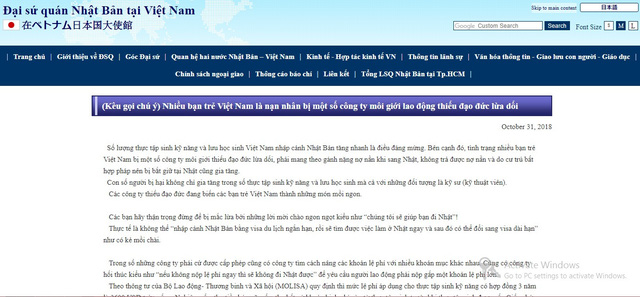 Đại sứ quán Nhật Bản tại Việt Nam
在ベトナム日本国大使館
Skip to main content
日本語
Google Custom Search
Search
Font Size
S
M
L
| Trang chủ | Giới thiệu về ĐSQ | Góc Đại sứ | Quan hệ hai nước Nhật Bản – Việt Nam | Kinh tế - Hợp tác kinh tế VN | Thông tin lãnh sự | Văn hóa thông tin - Giao lưu con người - Giáo dục |
Chính sách ngoại giao | Thông cáo báo chí | Liên kết | Tổng LSQ Nhật Bản tại Tp.HCM |
(Kêu gọi chú ý) Nhiều bạn trẻ Việt Nam là nạn nhân bị một số công ty môi giới lao động thiếu đạo đức lừa dối
October 31, 2018
Số lượng thực tập sinh kỹ năng và lưu học sinh Việt Nam nhập cảnh Nhật Bản tăng nhanh là điều đáng mừng. Bên cạnh đó, tình trạng nhiều bạn trẻ
Việt Nam bị một số công ty môi giới thiếu đạo đức lừa dối, phải mang theo gánh nặng nợ nần khi sang Nhật, không trả được nợ nần và do cư trú bất
hợp pháp nên bị bắt giữ tại Nhật cũng gia tăng.
Con số người bị hại không chỉ gia tăng trong số thực tập sinh kỹ năng và lưu học sinh mà cả với những đối tượng là kỹ sư (kỹ thuật viên).
Các công ty thiếu đạo đức đang biến các bạn trẻ Việt Nam thành những món mồi ngon.
Các bạn hãy thận trọng đừng để bị mắc lừa bởi những lời mời chào ngon ngọt kiểu như “chúng tôi sẽ giúp bạn đi Nhật”!
Thực tế là không thể “nhập cảnh Nhật Bản bằng visa du lịch ngắn hạn, rồi sẽ tìm được việc làm ở Nhật ngay và sau đó có thể đổi sang visa dài hạn”
như cò kè mồi chài.
Trong số những công ty phái cử được cấp phép cũng có công ty tìm cách nâng các khoản lệ phí với nhiều khoản mục khác nhau. Cũng có công ty
hối thúc kiểu như “nếu không nộp lệ phí ngay thì sẽ không đi Nhật được” để yêu cầu người lao động phải nộp gấp một khoản lệ phí lớn.
Theo thông tư của Bộ Lao động- Thương binh và Xã hội (MOLISA) quy định thì mức lệ phí áp dụng cho thực tập sinh kỹ năng có hợp đồng 3 năm
Activate Windows
Go to PC settings to activate Windows.